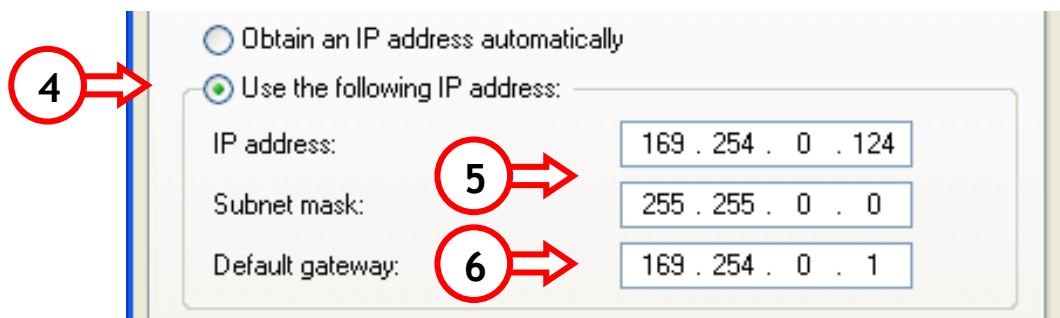 Obtain an IP address automatically
4
Use the following IP address:
IP address: 169 . 254 . 0 . 124
5
Subnet mask: 255 . 255 . 0 . 0
Default gateway: 6 169 . 254 . 0 . 1